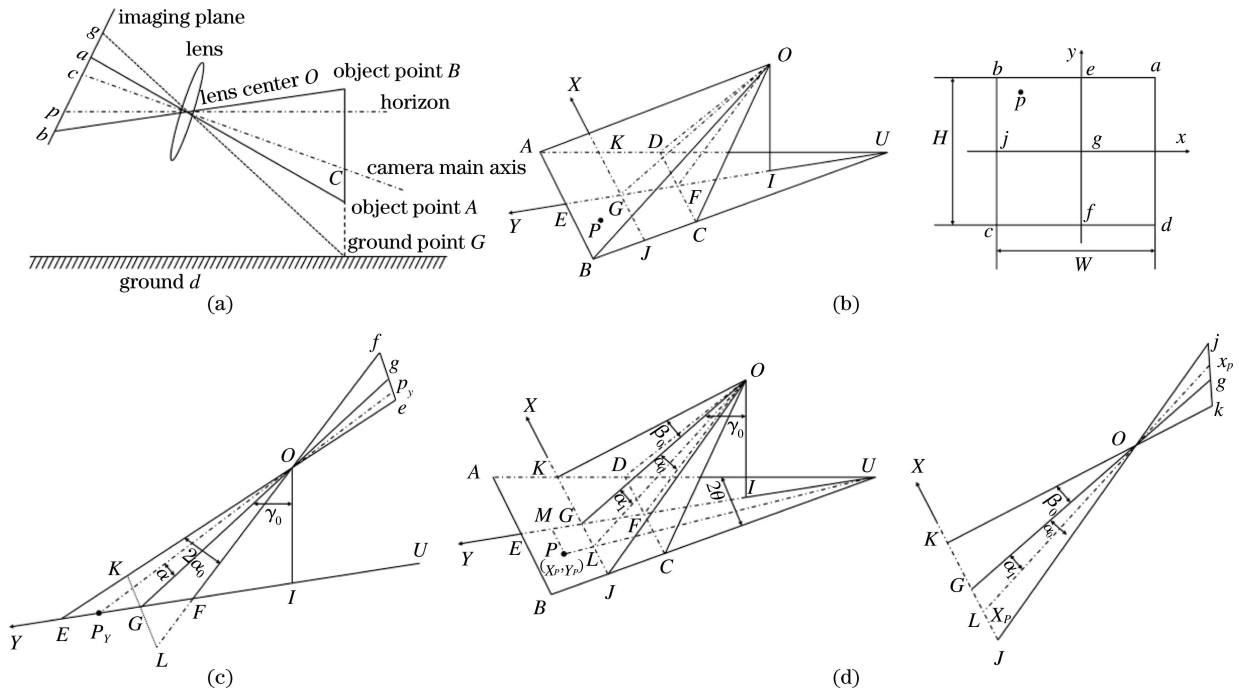 imaging plane
g
lens
a
c
lens center O
object point B
p
horizon
b
camera main axis
C
object point A
ground point G
ground d
(a)
O
X
A
K
D
U
I
G
F
E
Y
P
J
C
B
y
b
e
a
p
H
j
g
x
f
c
d
W
(b)
f
g
p_y
e
O
γ₀
U
K
2α₀
α
I
F
E
P_Y
G
Y
L
(c)
O
X
β₀
γ₀
α₀
A
K
D
U
α₁
2θ
I
M
G
F
Y
E
P
L
(X_P, Y_P)
J
C
B
j
x_p
g
k
O
X
β₀
α₀
K
α₁
G
L
X_P
J
(d)